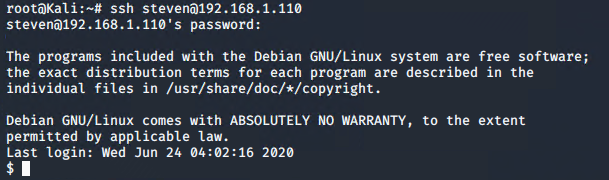 root@Kali:~# ssh steven@192.168.1.110
steven@192.168.1.110's password:
The programs included with the Debian GNU/Linux system are free software;
the exact distribution terms for each program are described in the
individual files in /usr/share/doc/*/copyright.
Debian GNU/Linux comes with ABSOLUTELY NO WARRANTY, to the extent
permitted by applicable law.
Last login: Wed Jun 24 04:02:16 2020
$